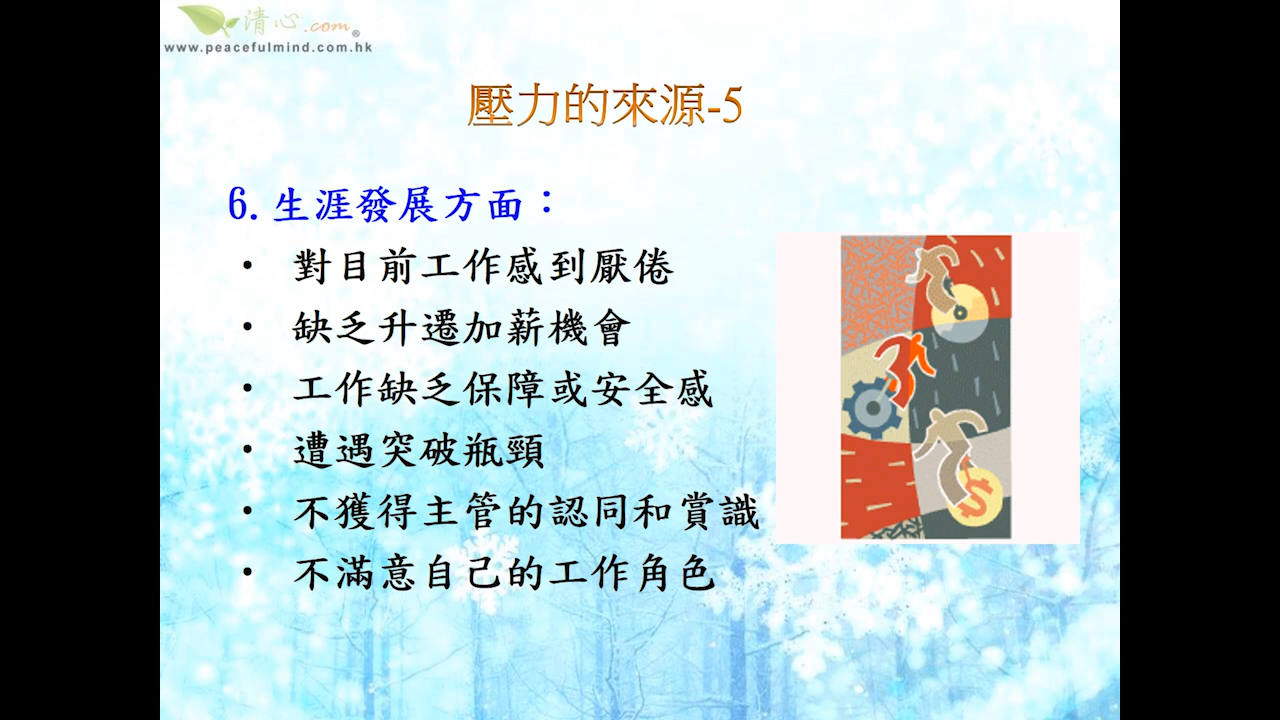 清心.com®
www.peacefulmind.com.hk
壓力的來源-5
6.生涯發展方面：
• 對目前工作感到厭倦
• 缺乏升遷加薪機會
• 工作缺乏保障或安全感
• 遭遇突破瓶頸
• 不獲得主管的認同和賞識
• 不滿意自己的工作角色
$